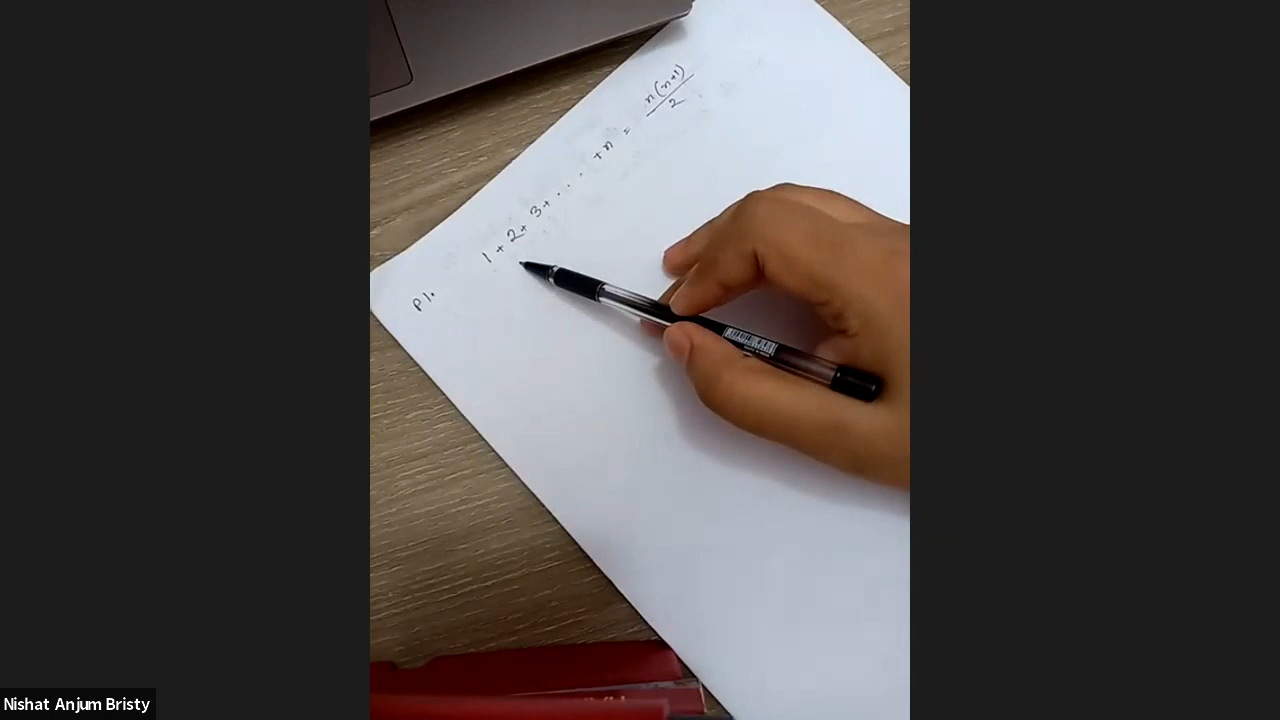 P1. 1 + 2 + 3 + . . . . + n = n(n+1)/2
Nishat Anjum Bristy